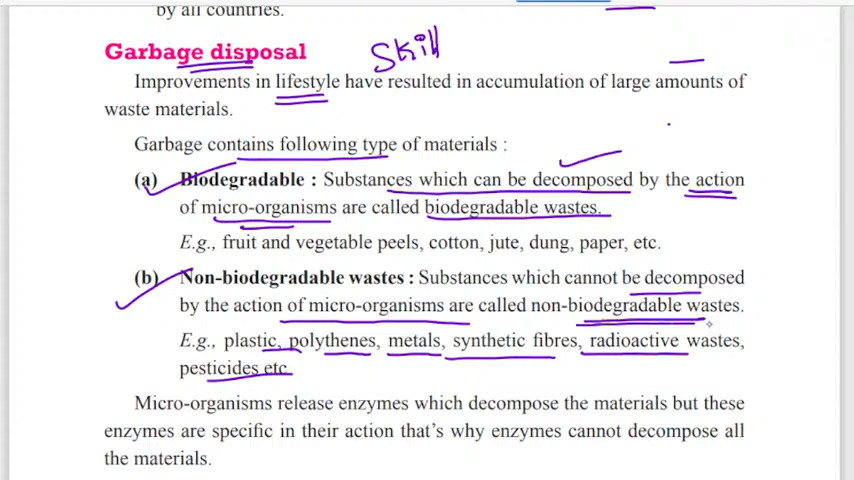 by all countries.
Garbage disposal
Skill
Improvements in lifestyle have resulted in accumulation of large amounts of
waste materials.
Garbage contains following type of materials :
(a) Biodegradable : Substances which can be decomposed by the action
of micro-organisms are called biodegradable wastes.
E.g., fruit and vegetable peels, cotton, jute, dung, paper, etc.
(b) Non-biodegradable wastes : Substances which cannot be decomposed
by the action of micro-organisms are called non-biodegradable wastes.
E.g., plastic, polythenes, metals, synthetic fibres, radioactive wastes,
pesticides etc.
Micro-organisms release enzymes which decompose the materials but these
enzymes are specific in their action that’s why enzymes cannot decompose all
the materials.